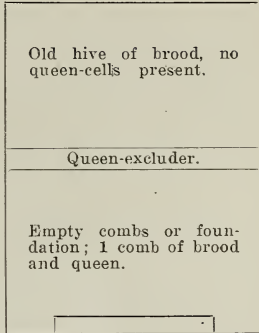 Old hive of brood, no
queen-cells present.
Queen-excluder.
Empty combs or foun-
dation; 1 comb of brood
and queen.